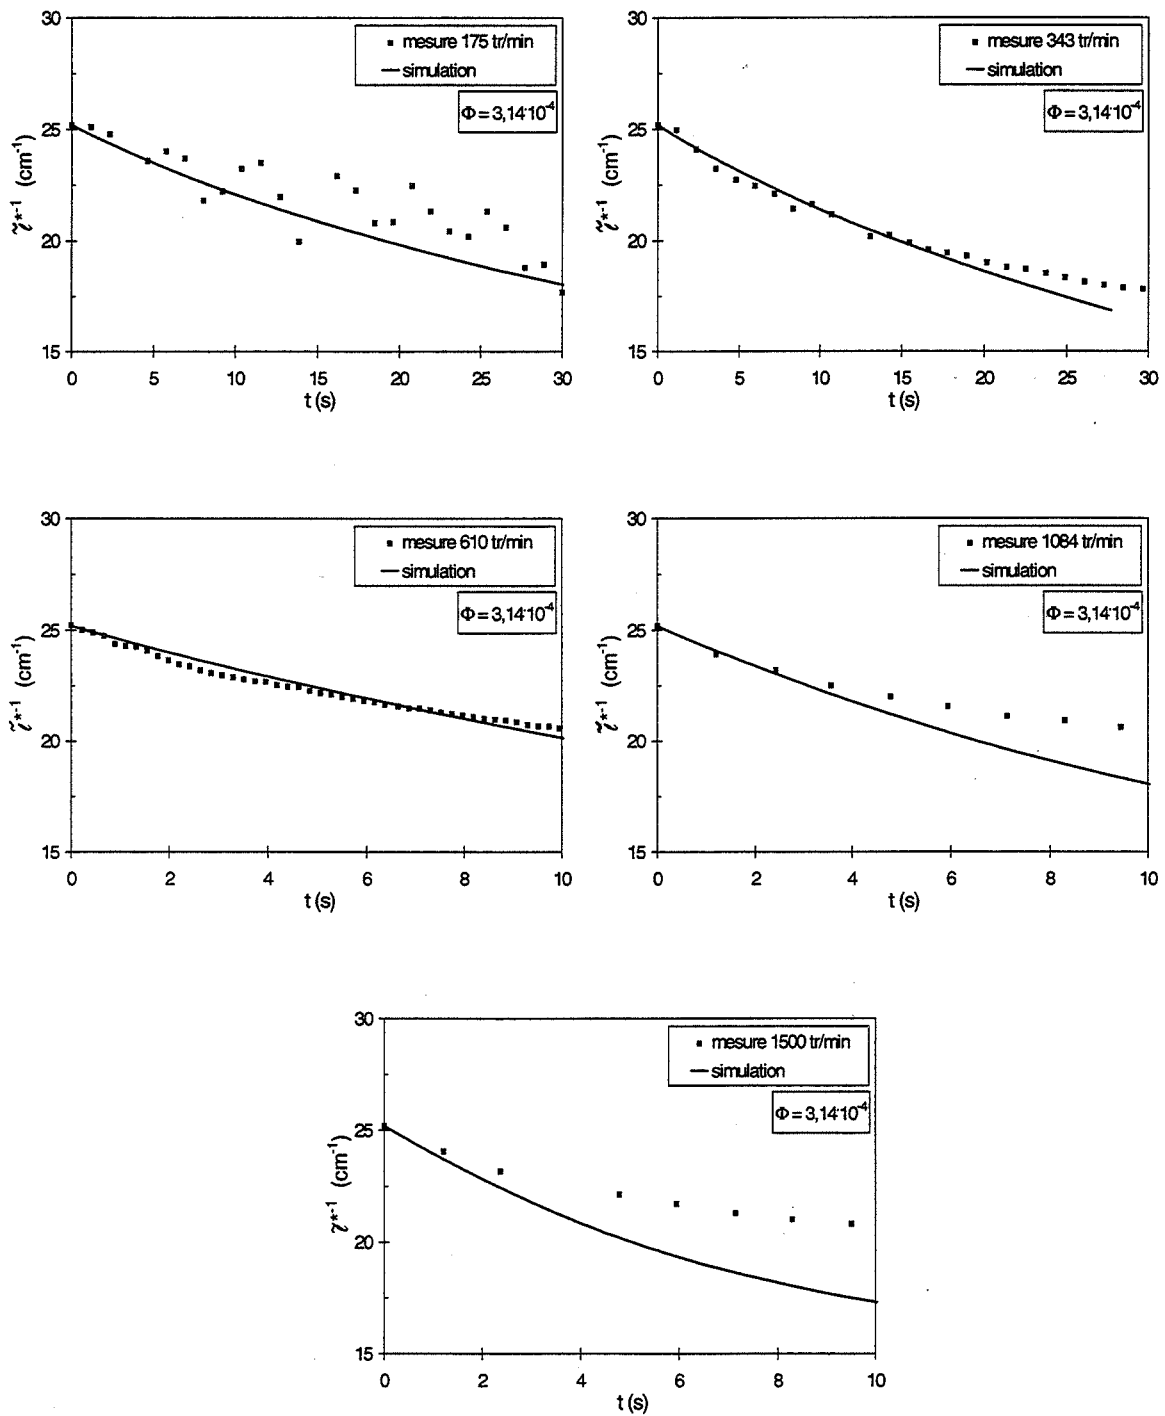 30
25
20
15
mesure 175 tr/min
simulation
Φ = 3,14·10⁻⁴
ℓ̃*⁻¹ (cm⁻¹)
0 5 10 15 20 25 30
t (s)
30
25
20
15
mesure 343 tr/min
simulation
Φ = 3,14·10⁻⁴
ℓ̃*⁻¹ (cm⁻¹)
0 5 10 15 20 25 30
t (s)
30
25
20
15
mesure 610 tr/min
simulation
Φ = 3,14·10⁻⁴
ℓ̃*⁻¹ (cm⁻¹)
0 2 4 6 8 10
t (s)
30
25
20
15
mesure 1084 tr/min
simulation
Φ = 3,14·10⁻⁴
ℓ̃*⁻¹ (cm⁻¹)
0 2 4 6 8 10
t (s)
30
25
20
15
mesure 1500 tr/min
simulation
Φ = 3,14·10⁻⁴
ℓ̃*⁻¹ (cm⁻¹)
0 2 4 6 8 10
t (s)